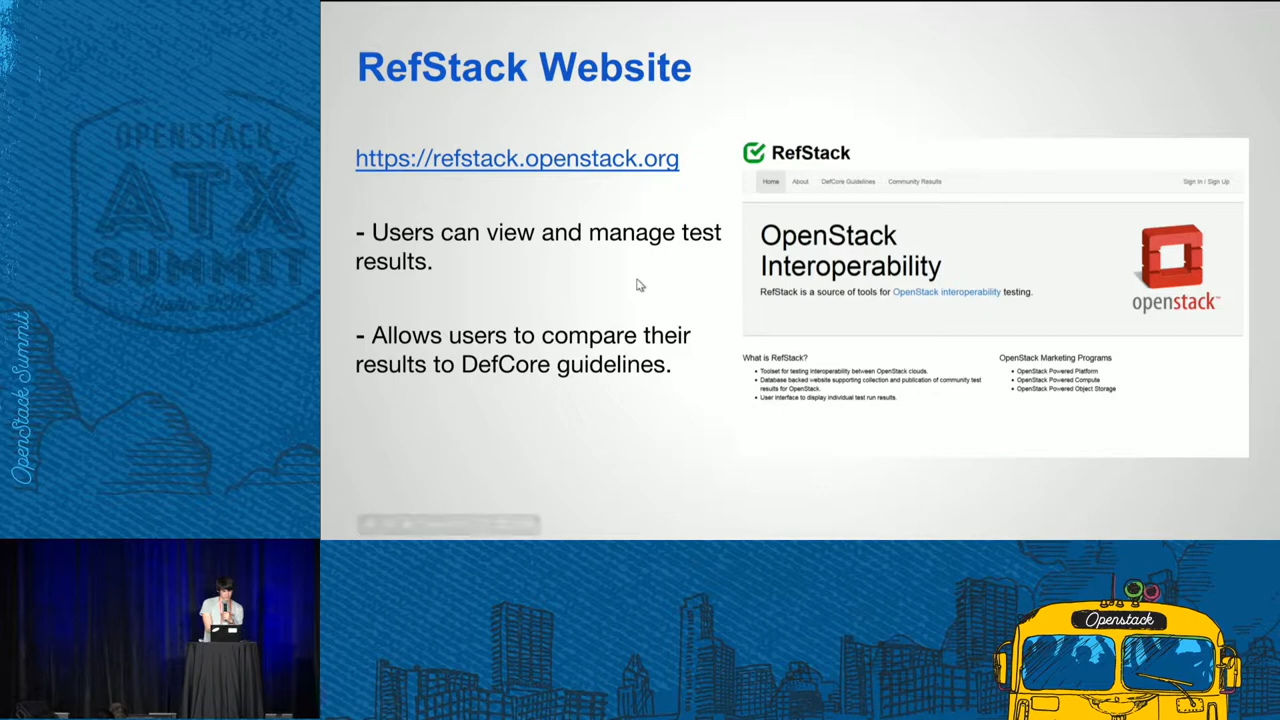 OPENSTACK
ATX
SUMMIT
OpenStack Summit
RefStack Website
https://refstack.openstack.org
- Users can view and manage test
results.
- Allows users to compare their
results to DefCore guidelines.
RefStack
Home About DefCore Guidelines Community Results Sign In / Sign Up
OpenStack
Interoperability
RefStack is a source of tools for OpenStack interoperability testing.
openstack™
What is RefStack?
Toolset for testing interoperability between OpenStack clouds.
Database backed website supporting collection and publication of community test
results for OpenStack.
User interface to display individual test run results.
OpenStack Marketing Programs
OpenStack Powered Platform
OpenStack Powered Compute
OpenStack Powered Object Storage
Openstack